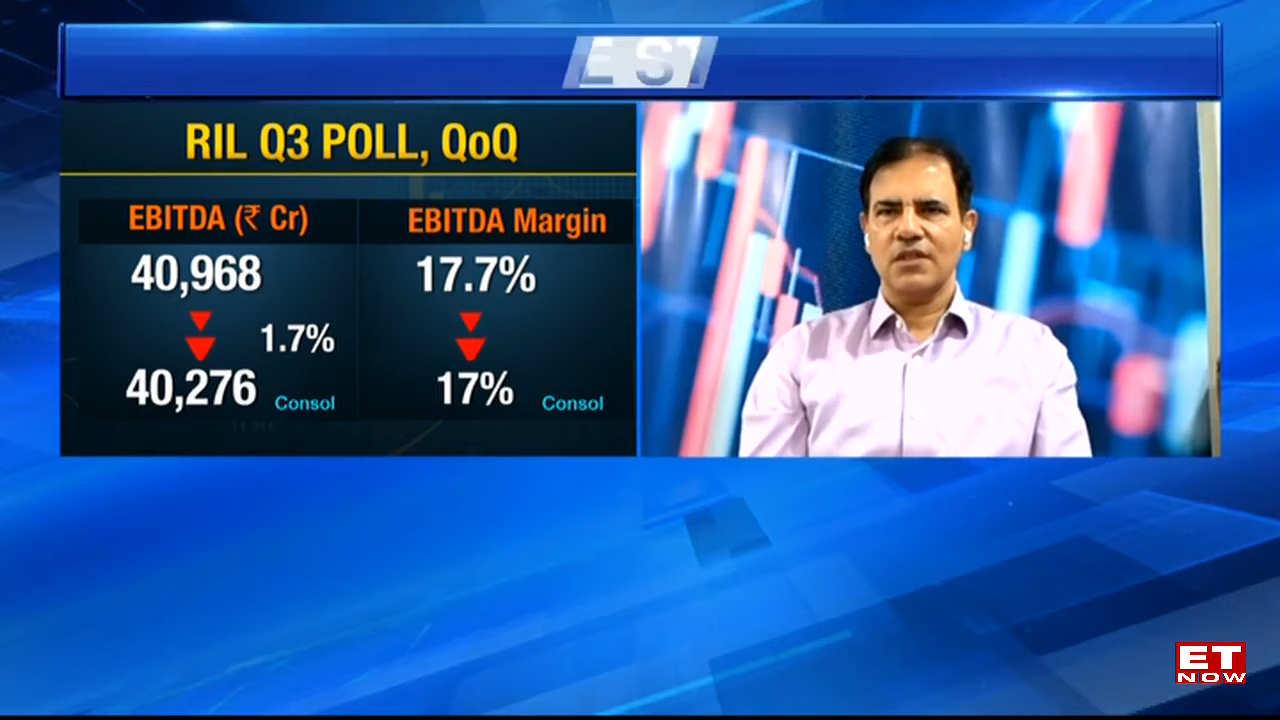 RIL Q3 POLL, QoQ
EBITDA (₹ Cr) EBITDA Margin
40,968 17.7%
1.7%
40,276 Consol 17% Consol
ET
NOW